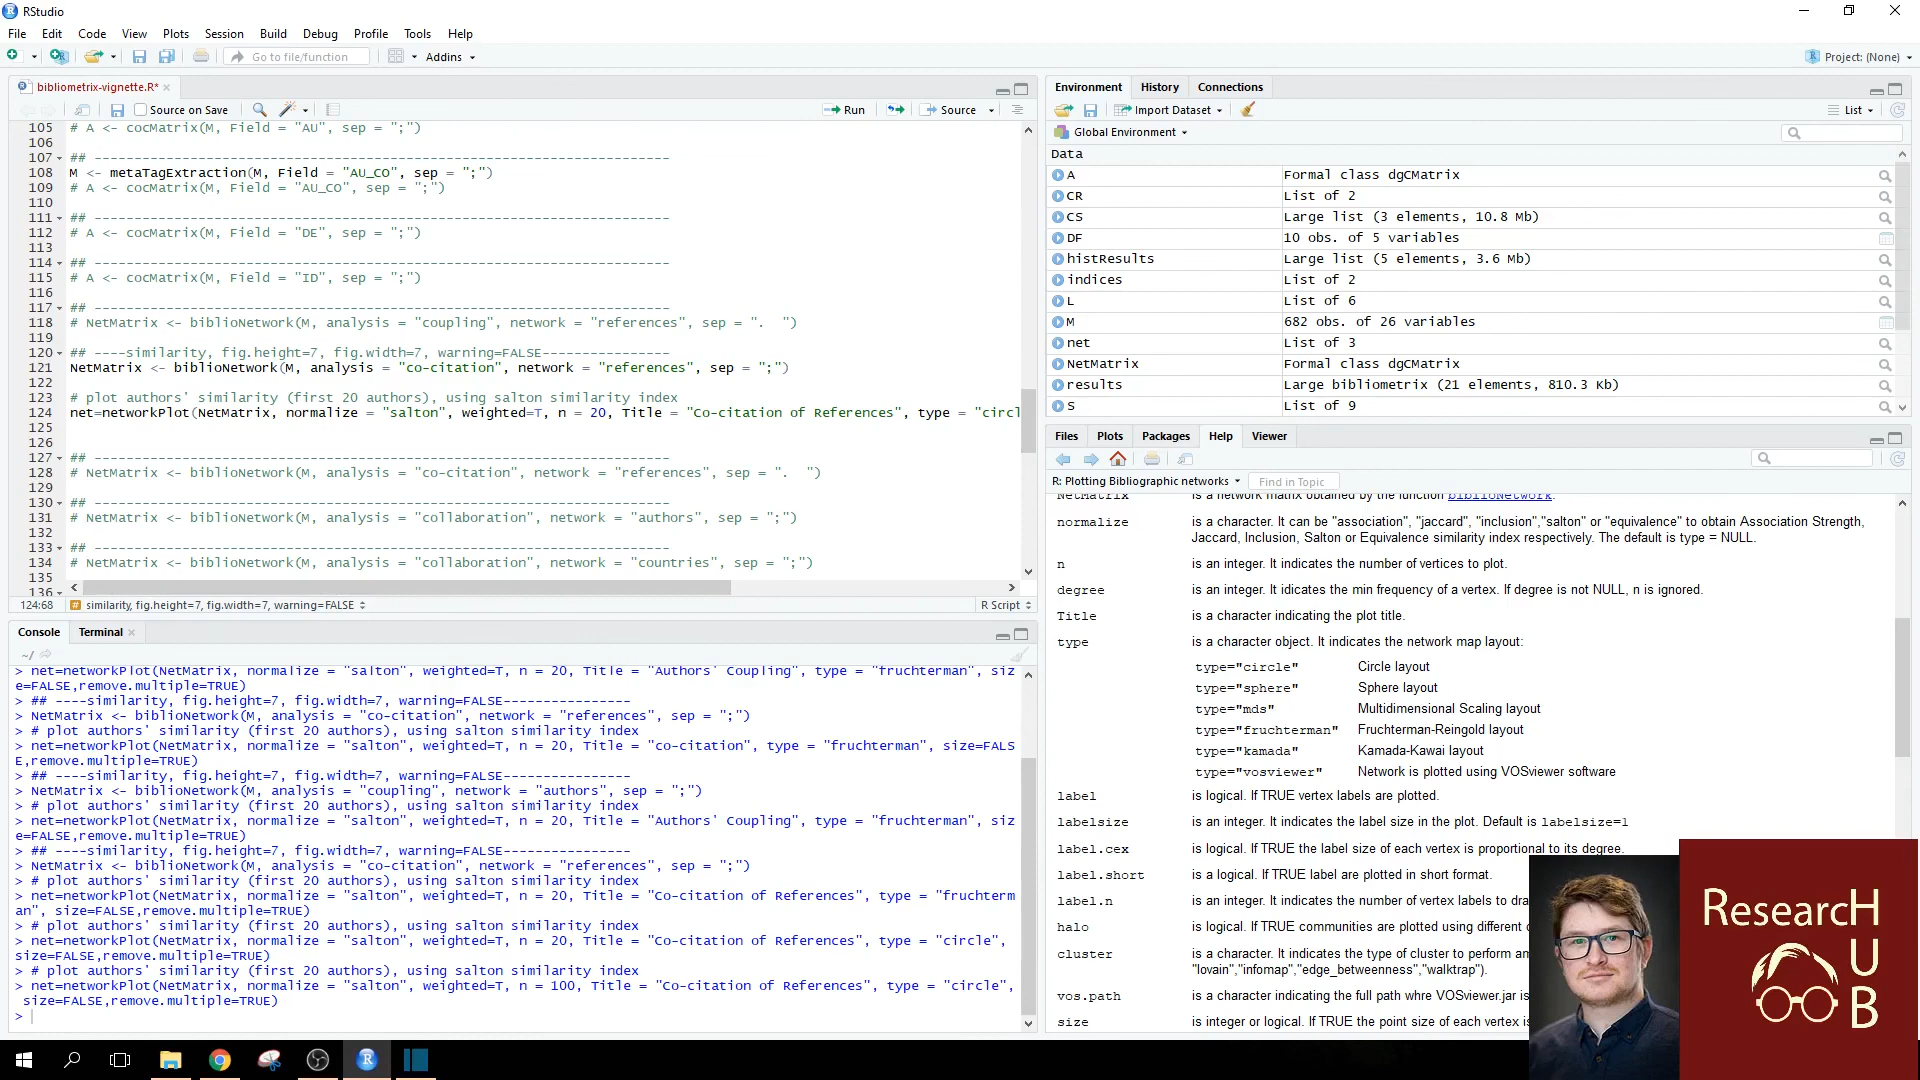 RStudio
File Edit Code View Plots Session Build Debug Profile Tools Help
Go to file/function Addins Project: (None)
bibliometrix-vignette.R*
Source on Save Run Source
105 # A <- cocMatrix(M, Field = "AU", sep = ";")
106
107 ## ------------------------------------------------------------------------
108 M <- metaTagExtraction(M, Field = "AU_CO", sep = ";")
109 # A <- cocMatrix(M, Field = "AU_CO", sep = ";")
110
111 ## ------------------------------------------------------------------------
112 # A <- cocMatrix(M, Field = "DE", sep = ";")
113
114 ## ------------------------------------------------------------------------
115 # A <- cocMatrix(M, Field = "ID", sep = ";")
116
117 ## ------------------------------------------------------------------------
118 # NetMatrix <- biblioNetwork(M, analysis = "coupling", network = "references", sep = ".  ")
119
120 ## ----similarity, fig.height=7, fig.width=7, warning=FALSE----------------
121 NetMatrix <- biblioNetwork(M, analysis = "co-citation", network = "references", sep = ";")
122
123 # plot authors' similarity (first 20 authors), using salton similarity index
124 net=networkPlot(NetMatrix, normalize = "salton", weighted=T, n = 20, Title = "Co-citation of References", type = "circl
125
126
127 ## ------------------------------------------------------------------------
128 # NetMatrix <- biblioNetwork(M, analysis = "co-citation", network = "references", sep = ".  ")
129
130 ## ------------------------------------------------------------------------
131 # NetMatrix <- biblioNetwork(M, analysis = "collaboration", network = "authors", sep = ";")
132
133 ## ------------------------------------------------------------------------
134 # NetMatrix <- biblioNetwork(M, analysis = "collaboration", network = "countries", sep = ";")
135
136
124:68 similarity, fig.height=7, fig.width=7, warning=FALSE R Script
Console Terminal
~/
> net=networkPlot(NetMatrix, normalize = "salton", weighted=T, n = 20, Title = "Authors' Coupling", type = "fruchterman", siz
e=FALSE,remove.multiple=TRUE)
> ## ----similarity, fig.height=7, fig.width=7, warning=FALSE----------------
> NetMatrix <- biblioNetwork(M, analysis = "co-citation", network = "references", sep = ";")
> # plot authors' similarity (first 20 authors), using salton similarity index
> net=networkPlot(NetMatrix, normalize = "salton", weighted=T, n = 20, Title = "co-citation", type = "fruchterman", size=FALS
E,remove.multiple=TRUE)
> ## ----similarity, fig.height=7, fig.width=7, warning=FALSE----------------
> NetMatrix <- biblioNetwork(M, analysis = "coupling", network = "authors", sep = ";")
> # plot authors' similarity (first 20 authors), using salton similarity index
> net=networkPlot(NetMatrix, normalize = "salton", weighted=T, n = 20, Title = "Authors' Coupling", type = "fruchterman", siz
e=FALSE,remove.multiple=TRUE)
> ## ----similarity, fig.height=7, fig.width=7, warning=FALSE----------------
> NetMatrix <- biblioNetwork(M, analysis = "co-citation", network = "references", sep = ";")
> # plot authors' similarity (first 20 authors), using salton similarity index
> net=networkPlot(NetMatrix, normalize = "salton", weighted=T, n = 20, Title = "Co-citation of References", type = "fruchterm
an", size=FALSE,remove.multiple=TRUE)
> # plot authors' similarity (first 20 authors), using salton similarity index
> net=networkPlot(NetMatrix, normalize = "salton", weighted=T, n = 20, Title = "Co-citation of References", type = "circle",
size=FALSE,remove.multiple=TRUE)
> # plot authors' similarity (first 20 authors), using salton similarity index
> net=networkPlot(NetMatrix, normalize = "salton", weighted=T, n = 100, Title = "Co-citation of References", type = "circle",
size=FALSE,remove.multiple=TRUE)
>
Environment History Connections
Import Dataset List
Global Environment
Data
A Formal class dgCMatrix
CR List of 2
CS Large list (3 elements, 10.8 Mb)
DF 10 obs. of 5 variables
histResults Large list (5 elements, 3.6 Mb)
indices List of 2
L List of 6
M 682 obs. of 26 variables
net List of 3
NetMatrix Formal class dgCMatrix
results Large bibliometrix (21 elements, 810.3 Kb)
S List of 9
Files Plots Packages Help Viewer
R: Plotting Bibliographic networks Find in Topic
NetMatrix is a network matrix obtained by the function biblioNetwork.
normalize is a character. It can be "association", "jaccard", "inclusion","salton" or "equivalence" to obtain Association Strength,
Jaccard, Inclusion, Salton or Equivalence similarity index respectively. The default is type = NULL.
n is an integer. It indicates the number of vertices to plot.
degree is an integer. It idicates the min frequency of a vertex. If degree is not NULL, n is ignored.
Title is a character indicating the plot title.
type is a character object. It indicates the network map layout:
type="circle" Circle layout
type="sphere" Sphere layout
type="mds" Multidimensional Scaling layout
type="fruchterman" Fruchterman-Reingold layout
type="kamada" Kamada-Kawai layout
type="vosviewer" Network is plotted using VOSviewer software
label is logical. If TRUE vertex labels are plotted.
labelsize is an integer. It indicates the label size in the plot. Default is labelsize=1
label.cex is logical. If TRUE the label size of each vertex is proportional to its degree.
label.short is a logical. If TRUE label are plotted in short format.
label.n is an integer. It indicates the number of vertex labels to dra
halo is logical. If TRUE communities are plotted using different
cluster is a character. It indicates the type of cluster to perform
"lovain","infomap","edge_betweenness","walktrap").
vos.path is a character indicating the full path whre VOSviewer.jar is
size is integer or logical. If TRUE the point size of each vertex is
ResearcH
U
B